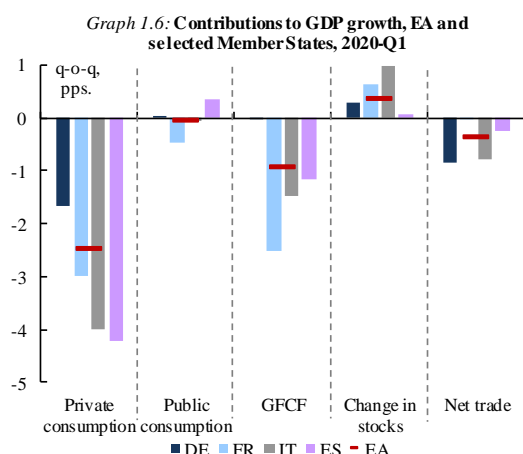 Graph 1.6: Contributions to GDP growth, EA and
selected Member States, 2020-Q1
q-o-q,
pps.
1
0
-1
-2
-3
-4
-5
Private
consumption
Public
consumption
GFCF
Change in
stocks
Net trade
DE FR IT ES EA